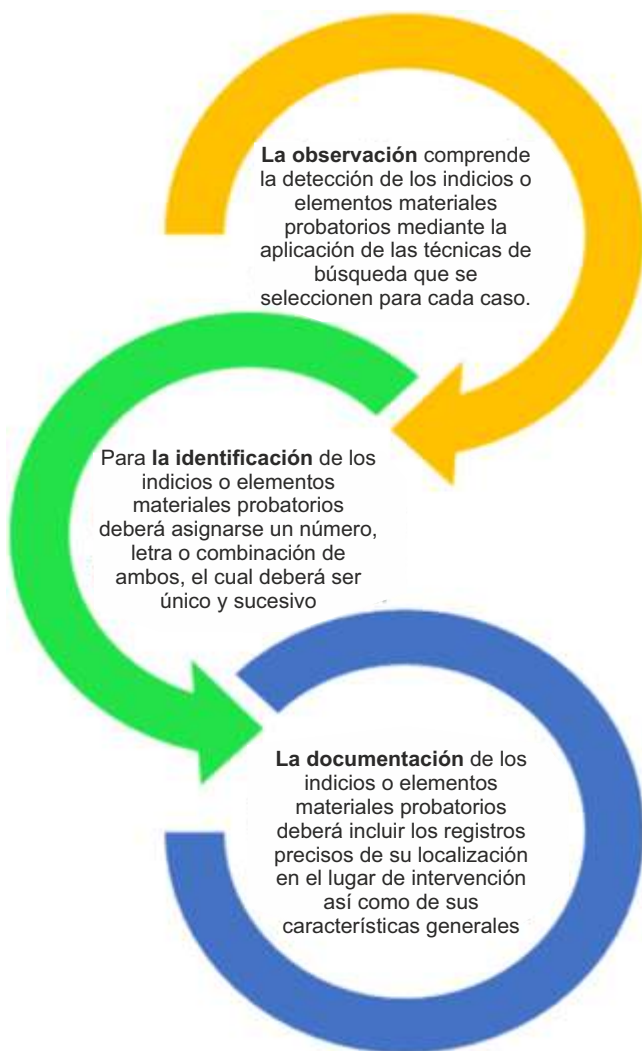 La observación comprende
la detección de los indicios o
elementos materiales
probatorios mediante la
aplicación de las técnicas de
búsqueda que se
seleccionen para cada caso.
Para la identificación de los
indicios o elementos
materiales probatorios
deberá asignarse un número,
letra o combinación de
ambos, el cual deberá ser
único y sucesivo
La documentación de los
indicios o elementos
materiales probatorios
deberá incluir los registros
precisos de su localización
en el lugar de intervención
así como de sus
características generales